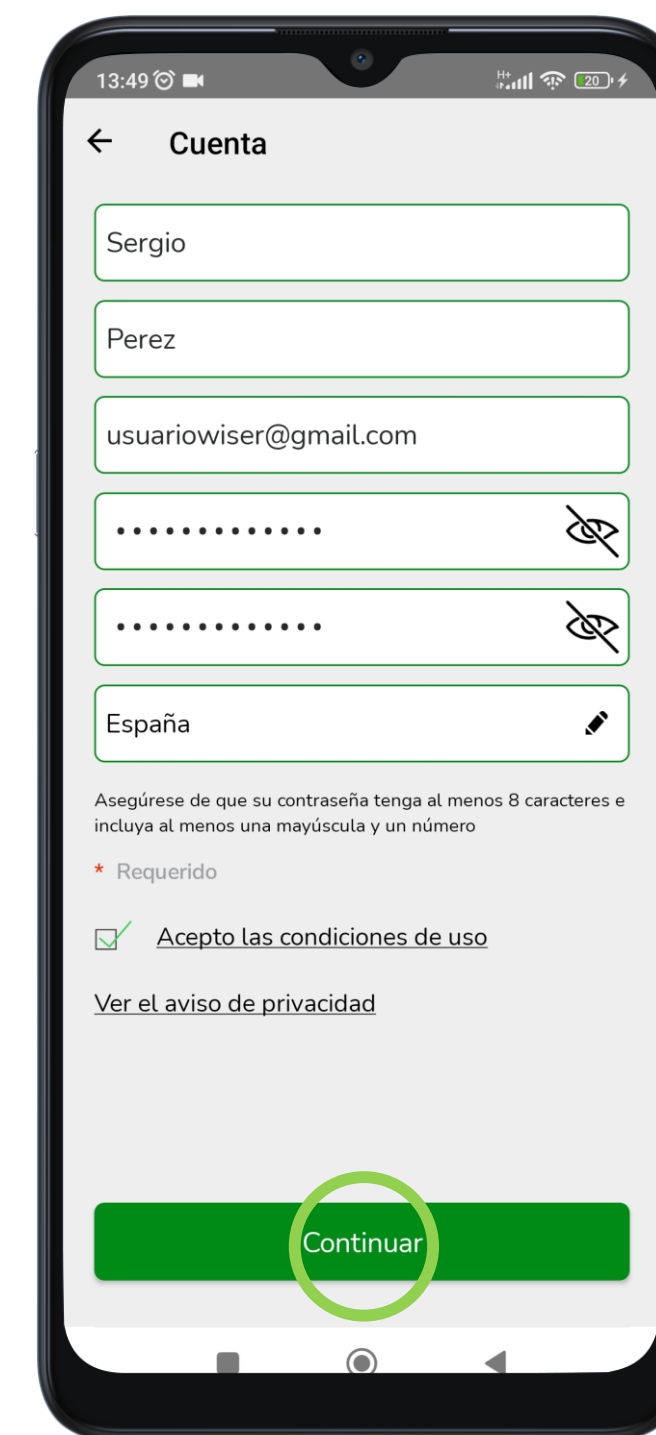 13:49
H+
20
Cuenta
Sergio
Perez
usuariowiser@gmail.com
•••••••••••••
•••••••••••••
España
Asegúrese de que su contraseña tenga al menos 8 caracteres e
incluya al menos una mayúscula y un número
* Requerido
Acepto las condiciones de uso
Ver el aviso de privacidad
Continuar